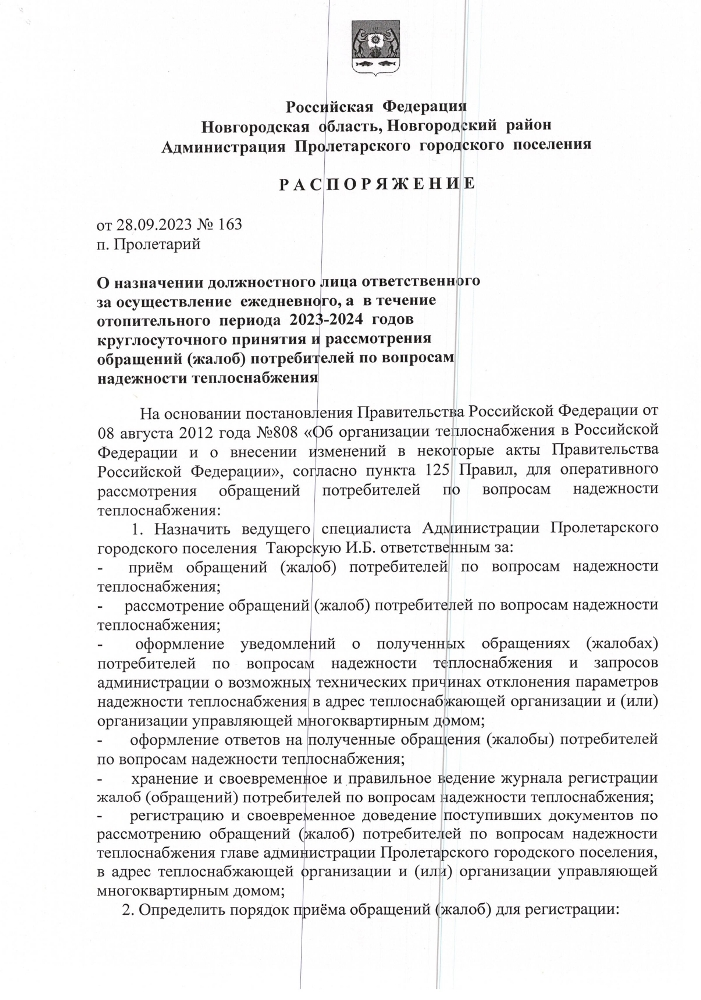 Российская Федерация
Новгородская область, Новгородский район
Администрация Пролетарского городского поселения
Р А С П О Р Я Ж Е Н И Е
от 28.09.2023 № 163
п. Пролетарий
О назначении должностного лица ответственного
за осуществление ежедневного, а в течение
отопительного периода 2023-2024 годов
круглосуточного принятия и рассмотрения
обращений (жалоб) потребителей по вопросам
надежности теплоснабжения
На основании постановления Правительства Российской Федерации от
08 августа 2012 года №808 «Об организации теплоснабжения в Российской
Федерации и о внесении изменений в некоторые акты Правительства
Российской Федерации», согласно пункта 125 Правил, для оперативного
рассмотрения обращений потребителей по вопросам надежности
теплоснабжения:
1. Назначить ведущего специалиста Администрации Пролетарского
городского поселения Таюрскую И.Б. ответственным за:
- приём обращений (жалоб) потребителей по вопросам надежности
теплоснабжения;
- рассмотрение обращений (жалоб) потребителей по вопросам надежности
теплоснабжения;
- оформление уведомлений о полученных обращениях (жалобах)
потребителей по вопросам надежности теплоснабжения и запросов
администрации о возможных технических причинах отклонения параметров
надежности теплоснабжения в адрес теплоснабжающей организации и (или)
организации управляющей многоквартирным домом;
- оформление ответов на полученные обращения (жалобы) потребителей
по вопросам надежности теплоснабжения;
- хранение и своевременное и правильное ведение журнала регистрации
жалоб (обращений) потребителей по вопросам надежности теплоснабжения;
- регистрацию и своевременное доведение поступивших документов по
рассмотрению обращений (жалоб) потребителей по вопросам надежности
теплоснабжения главе администрации Пролетарского городского поселения,
в адрес теплоснабжающей организации и (или) организации управляющей
многоквартирным домом;
2. Определить порядок приёма обращений (жалоб) для регистрации: